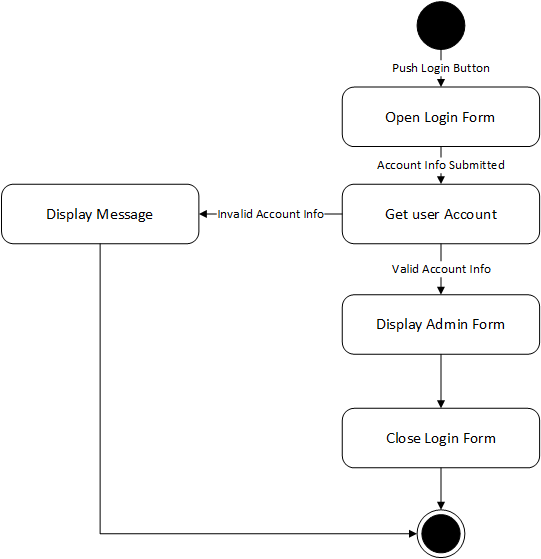 Push Login Button
Open Login Form
Account Info Submitted
Display Message
Invalid Account Info
Get user Account
Valid Account Info
Display Admin Form
Close Login Form